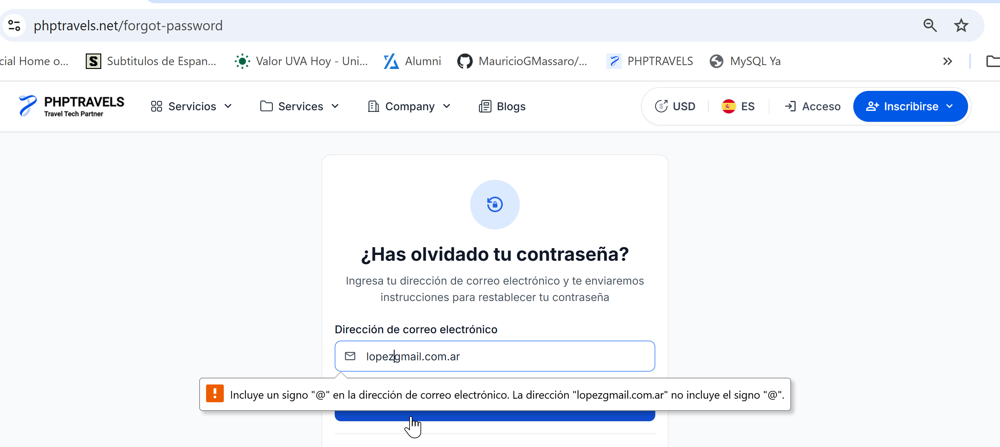 phptravels.net/forgot-password
cial Home o...
Subtitulos de Espan...
Valor UVA Hoy - Uni...
Alumni
MauricioGMassaro/...
PHPTRAVELS
MySQL Ya
PHPTRAVELS
Travel Tech Partner
Servicios
Services
Company
Blogs
USD
ES
Acceso
Inscribirse
¿Has olvidado tu contraseña?
Ingresa tu dirección de correo electrónico y te enviaremos
instrucciones para restablecer tu contraseña
Dirección de correo electrónico
lopezgmail.com.ar
Incluye un signo "@" en la dirección de correo electrónico. La dirección "lopezgmail.com.ar" no incluye el signo "@".